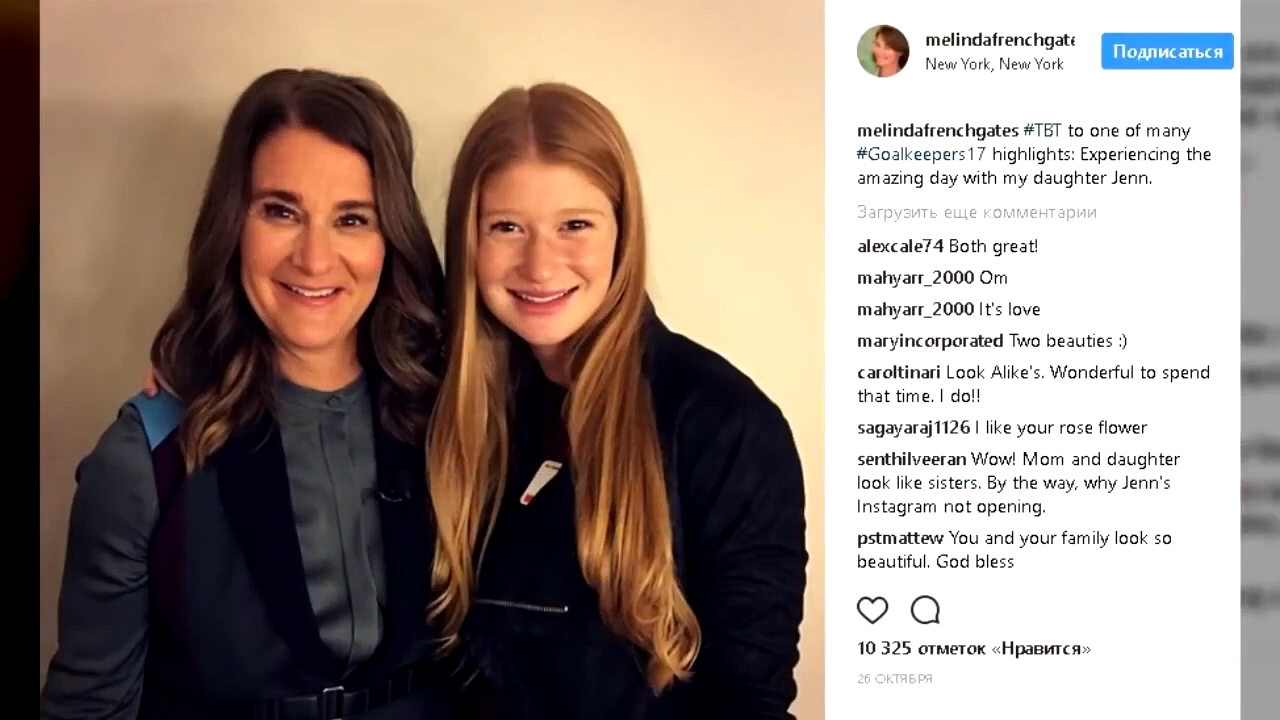 melindafrenchgate
Подписаться
New York, New York
melindafrenchgates #TBT to one of many
#Goalkeepers17 highlights: Experiencing the
amazing day with my daughter Jenn.
Загрузить еще комментарии
alexcale74 Both great!
mahyarr_2000 Om
mahyarr_2000 It's love
maryincorporated Two beauties :)
caroltinari Look Alike's. Wonderful to spend
that time. I do!!
sagayaraj1126 I like your rose flower
senthilveeran Wow! Mom and daughter
look like sisters. By the way, why Jenn's
Instagram not opening.
pstmattew You and your family look so
beautiful. God bless
10 325 отметок «Нравится»
26 ОКТЯБРЯ